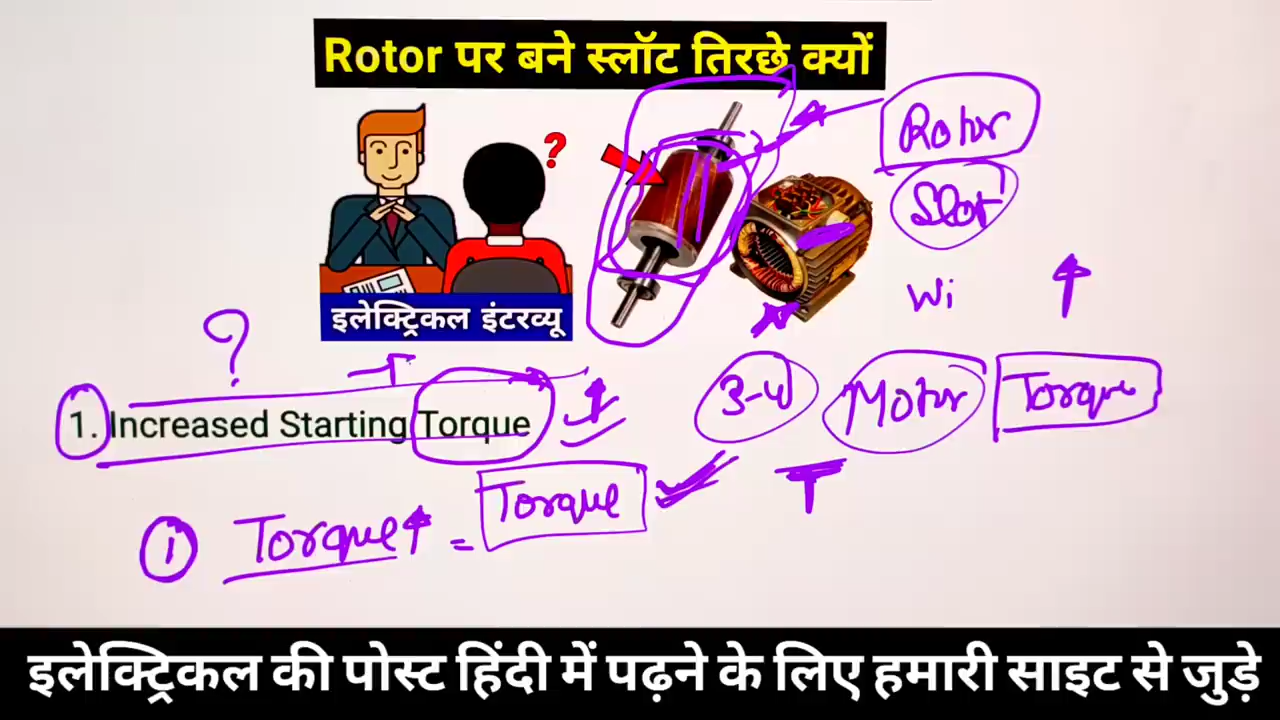 Rotor पर बने स्लॉट तिरछे क्यों
?
Rotor
Slot
इलेक्ट्रिकल इंटरव्यू
Wi
?
1. Increased Starting Torque
3-φ Motor Torque
① Torque↑ = Torque
T
इलेक्ट्रिकल की पोस्ट हिंदी में पढ़ने के लिए हमारी साइट से जुड़े